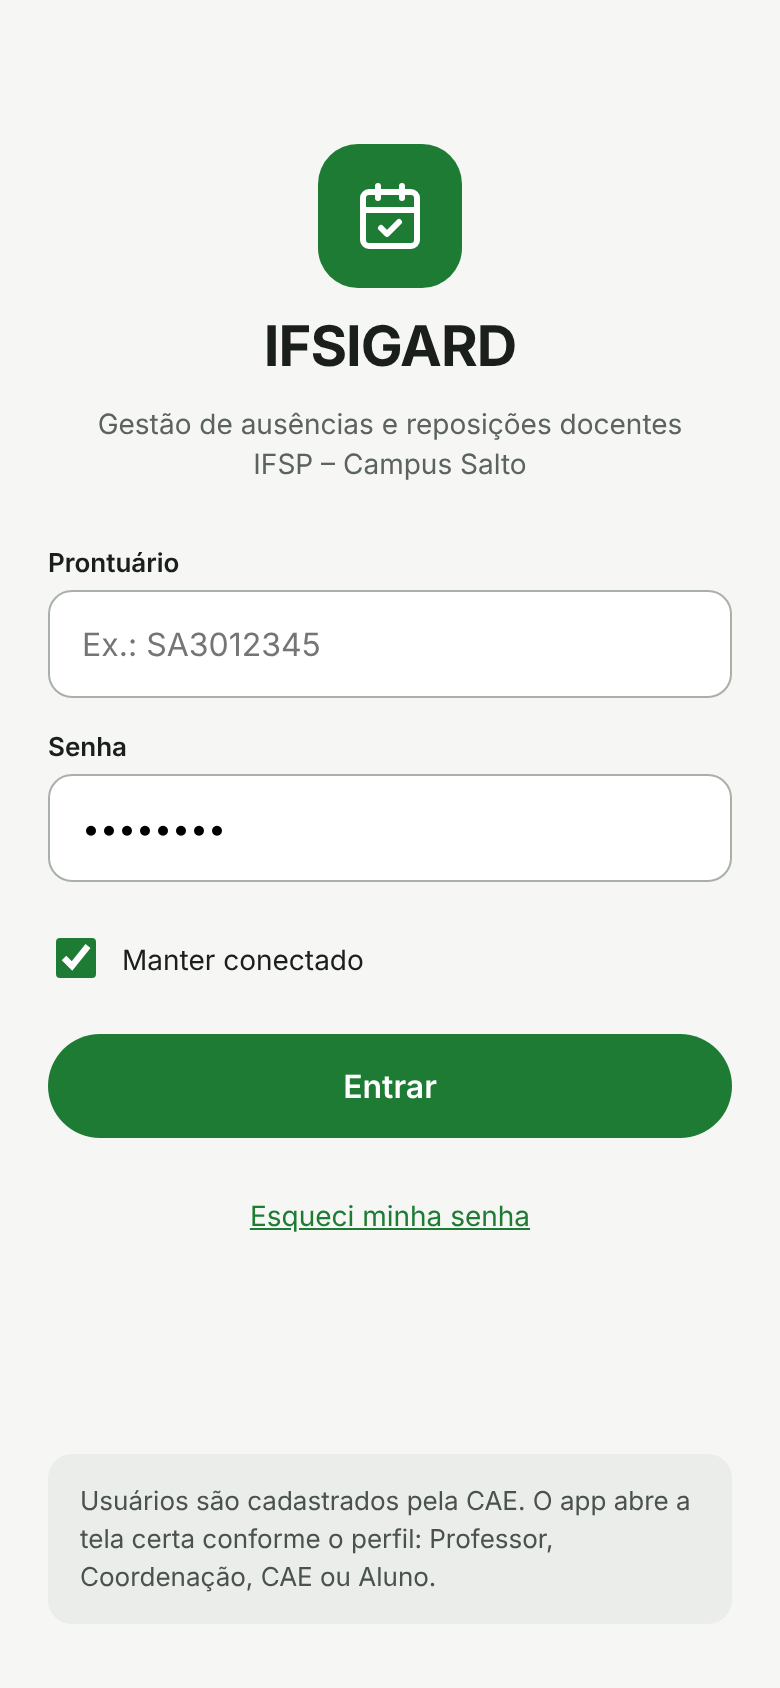 IFSIGARD
Gestão de ausências e reposições docentes
IFSP – Campus Salto
Prontuário
Ex.: SA3012345
Senha
••••••••
Manter conectado
Entrar
Esqueci minha senha
Usuários são cadastrados pela CAE. O app abre a
tela certa conforme o perfil: Professor,
Coordenação, CAE ou Aluno.